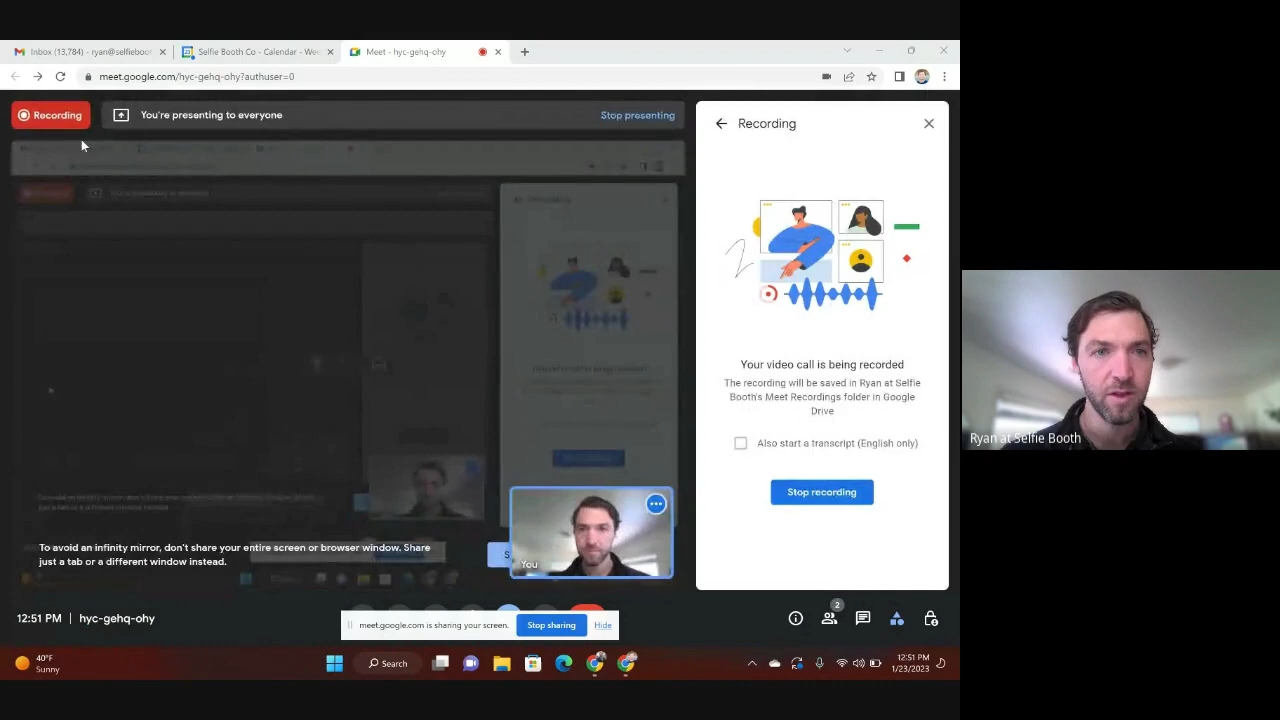 Inbox (13,784) - ryan@selfieboot
Selfie Booth Co - Calendar - Wee
Meet - hyc-gehq-ohy
meet.google.com/hyc-gehq-ohy?authuser=0
Recording
You're presenting to everyone
Stop presenting
Recording
Your video call is being recorded
The recording will be saved in Ryan at Selfie
Booth's Meet Recordings folder in Google
Drive
Also start a transcript (English only)
Stop recording
Ryan at Selfie Booth
To avoid an infinity mirror, don't share your entire screen or browser window. Share
just a tab or a different window instead.
S
You
12:51 PM | hyc-gehq-ohy
2
meet.google.com is sharing your screen.
Stop sharing
Hide
40°F
Sunny
Search
12:51 PM
1/23/2023